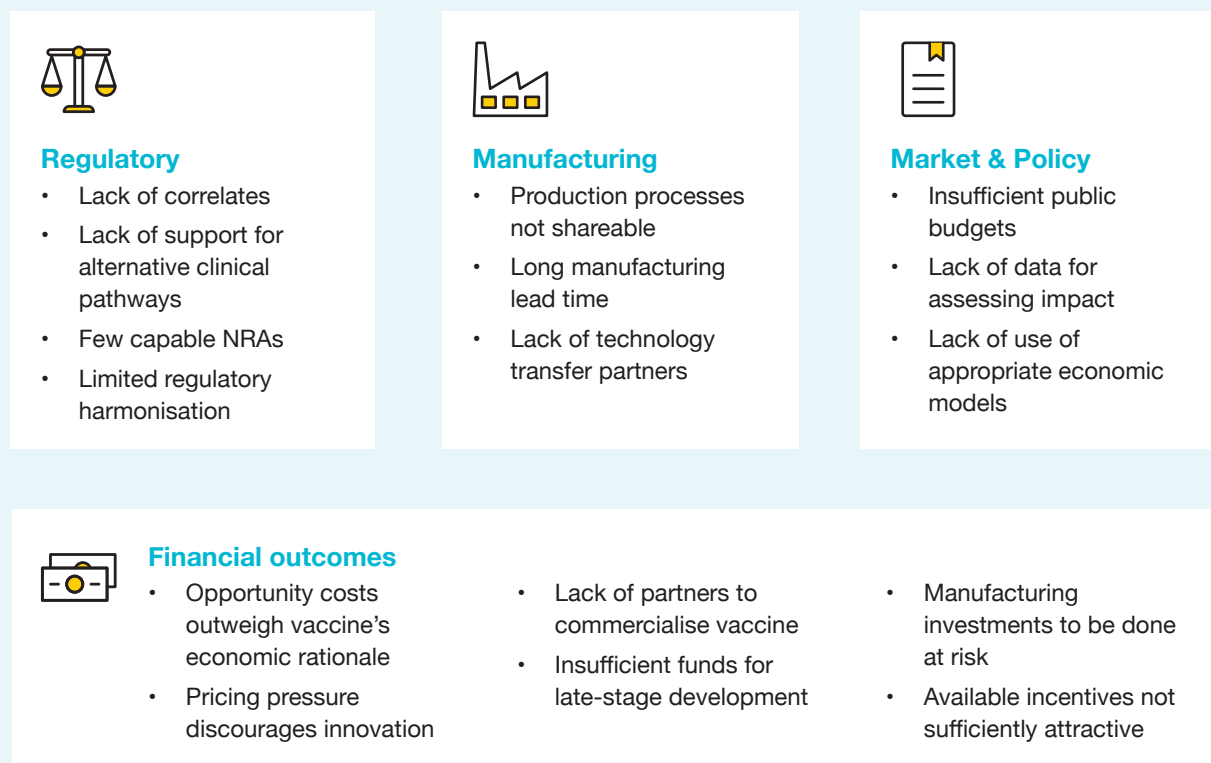 Regulatory
• Lack of correlates
• Lack of support for
alternative clinical
pathways
• Few capable NRAs
• Limited regulatory
harmonisation
Manufacturing
• Production processes
not shareable
• Long manufacturing
lead time
• Lack of technology
transfer partners
Market & Policy
• Insufficient public
budgets
• Lack of data for
assessing impact
• Lack of use of
appropriate economic
models
Financial outcomes
• Opportunity costs
outweigh vaccine’s
economic rationale
• Pricing pressure
discourages innovation
• Lack of partners to
commercialise vaccine
• Insufficient funds for
late-stage development
• Manufacturing
investments to be done
at risk
• Available incentives not
sufficiently attractive